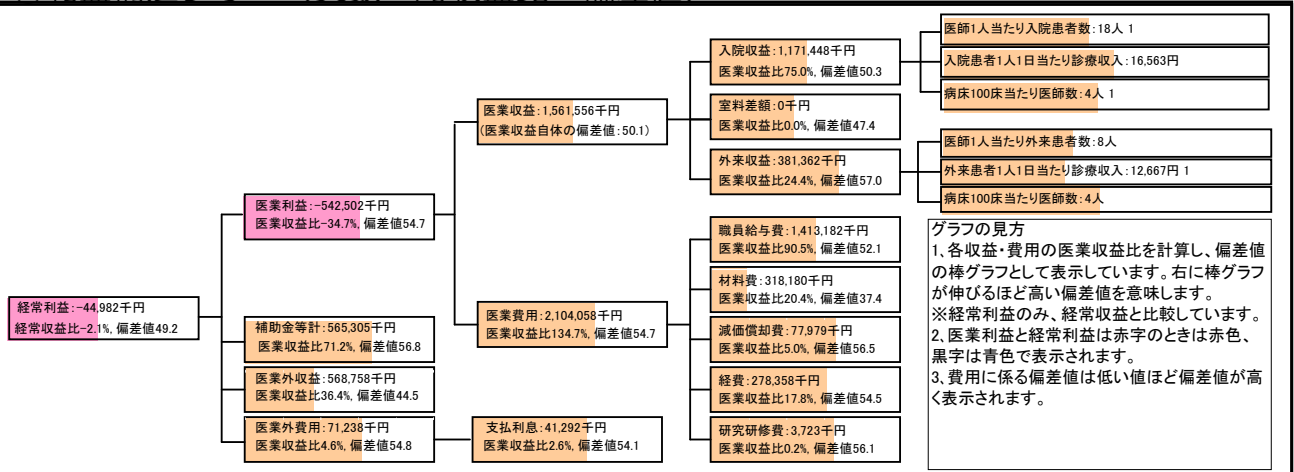 経常利益:-44,982千円
経常収益比-2.1%, 偏差値49.2
医業利益:-542,502千円
医業収益比-34.7%, 偏差値54.7
補助金等計:565,305千円
医業収益比71.2%, 偏差値56.8
医業外収益:568,758千円
医業収益比36.4%, 偏差値44.5
医業外費用:71,238千円
医業収益比4.6%, 偏差値54.8
医業収益:1,561,556千円
(医業収益自体の偏差値:50.1)
医業費用:2,104,058千円
医業収益比134.7%, 偏差値54.7
支払利息:41,292千円
医業収益比2.6%, 偏差値54.1
入院収益:1,171,448千円
医業収益比75.0%, 偏差値50.3
室料差額:0千円
医業収益比0.0%, 偏差値47.4
外来収益:381,362千円
医業収益比24.4%, 偏差値57.0
職員給与費:1,413,182千円
医業収益比90.5%, 偏差値52.1
材料費:318,180千円
医業収益比20.4%, 偏差値37.4
減価償却費:77,979千円
医業収益比5.0%, 偏差値56.5
経費:278,358千円
医業収益比17.8%, 偏差値54.5
研究研修費:3,723千円
医業収益比0.2%, 偏差値56.1
医師1人当たり入院患者数:18人 1
入院患者1人1日当たり診療収入:16,563円
病床100床当たり医師数:4人 1
医師1人当たり外来患者数:8人
外来患者1人1日当たり診療収入:12,667円 1
病床100床当たり医師数:4人
グラフの見方
1、各収益・費用の医業収益比を計算し、偏差値
の棒グラフとして表示しています。右に棒グラフ
が伸びるほど高い偏差値を意味します。
※経常利益のみ、経常収益と比較しています。
2、医業利益と経常利益は赤字のときは赤色、
黒字は青色で表示されます。
3、費用に係る偏差値は低い値ほど偏差値が高
く表示されます。